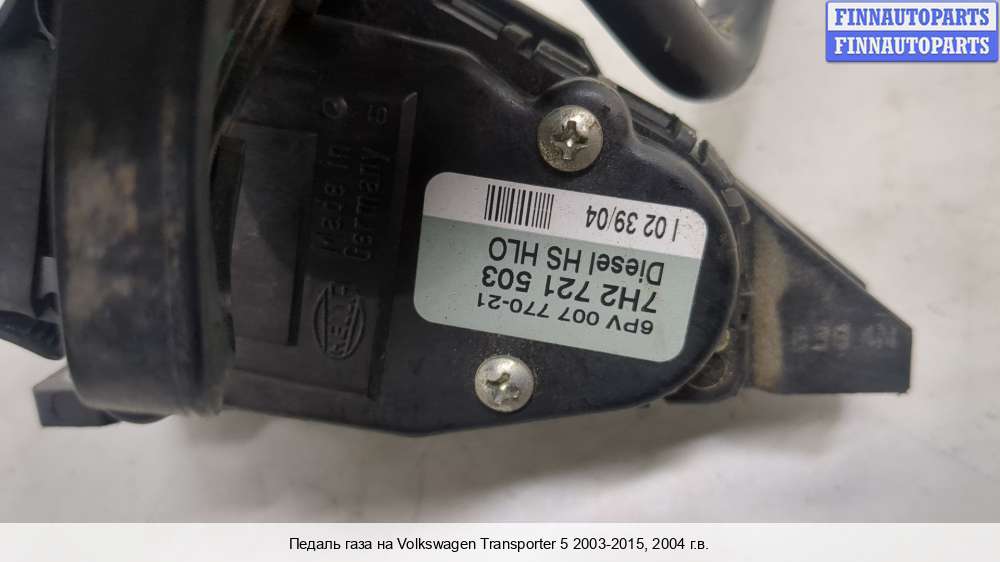 FINNAUTOPARTS
FINNAUTOPARTS
Made in
Germany
HELLA
6PV 007 770-21
7H2 721 503
Diesel HS HLO
I 02 39/04
Педаль газа на Volkswagen Transporter 5 2003-2015, 2004 г.в.